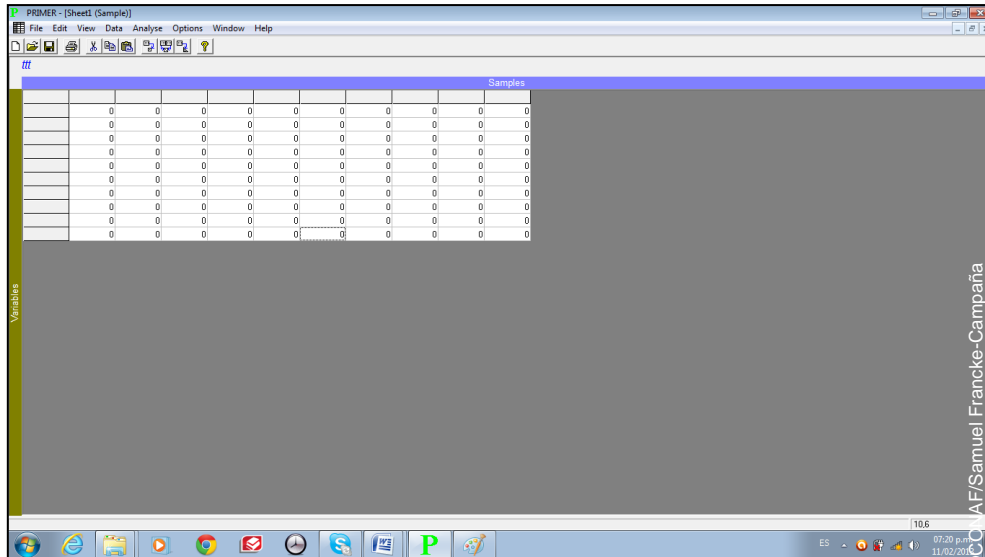 PRIMER - [Sheet1 (Sample)]
File Edit View Data Analyse Options Window Help
ttt
Samples
0 0 0 0 0 0 0 0 0 0
0 0 0 0 0 0 0 0 0 0
0 0 0 0 0 0 0 0 0 0
0 0 0 0 0 0 0 0 0 0
0 0 0 0 0 0 0 0 0 0
0 0 0 0 0 0 0 0 0 0
0 0 0 0 0 0 0 0 0 0
0 0 0 0 0 0 0 0 0 0
0 0 0 0 0 0 0 0 0 0
0 0 0 0 0 0 0 0 0 0
Variables
CONAF/Samuel Francke-Campaña
10,6
ES
07:20 p.m.